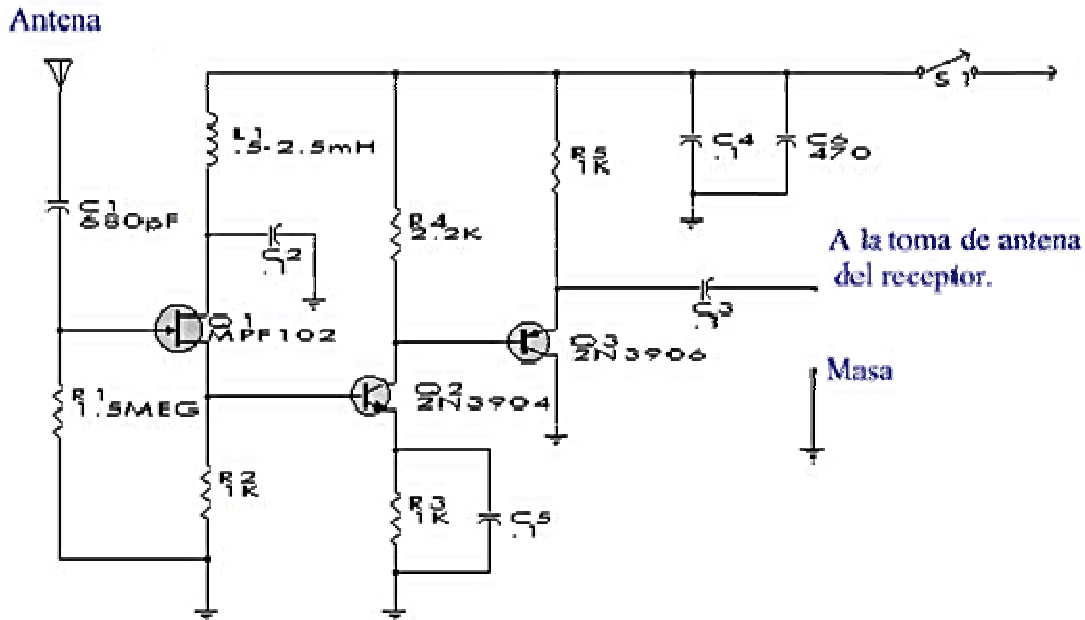 Antena
S1
L1
.5-2.5mH
C4
.1
C6
470
R5
1K
C1
680pF
R4
2.2K
C2
.1
A la toma de antena
del receptor.
C3
Q1
MPF102
Q3
2N3906
Masa
R1
1.5MEG
Q2
2N3904
R2
1K
R3
1K
C5
.1